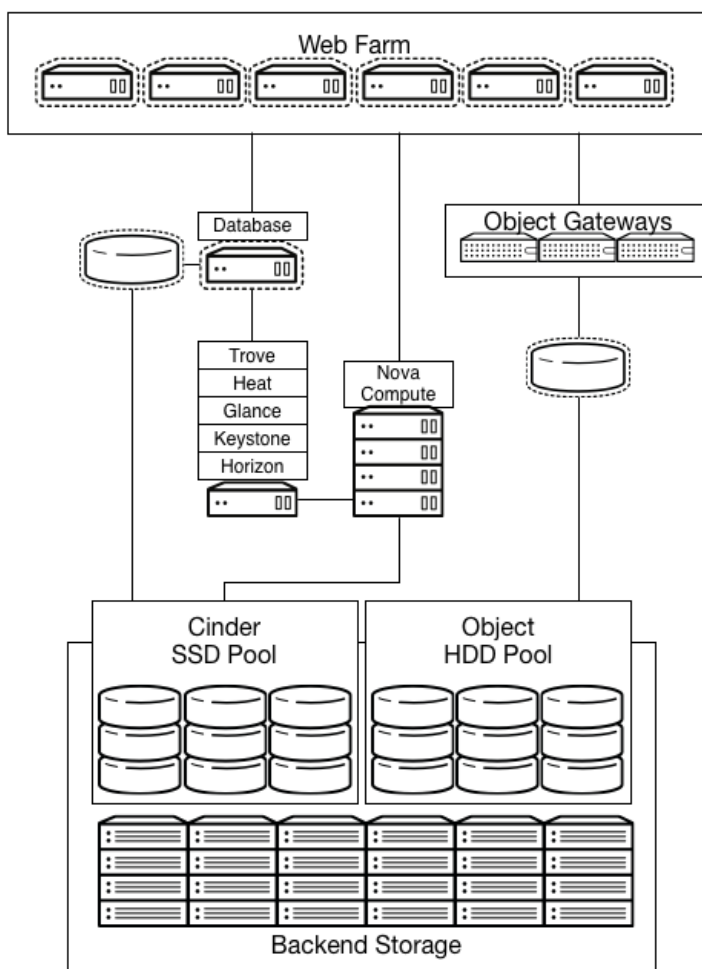 Web Farm
Database
Object Gateways
Trove
Heat
Glance
Keystone
Horizon
Nova
Compute
Cinder
SSD Pool
Object
HDD Pool
Backend Storage